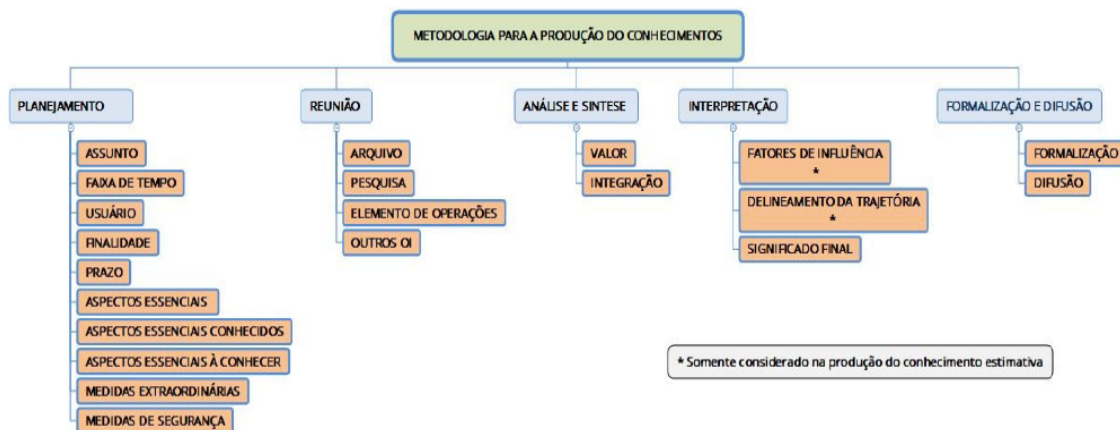 METODOLOGIA PARA A PRODUÇÃO DO CONHECIMENTOS
PLANEJAMENTO
ASSUNTO
FAIXA DE TEMPO
USUÁRIO
FINALIDADE
PRAZO
ASPECTOS ESSENCIAIS
ASPECTOS ESSENCIAIS CONHECIDOS
ASPECTOS ESSENCIAIS À CONHECER
MEDIDAS EXTRAORDINÁRIAS
MEDIDAS DE SEGURANÇA
REUNIÃO
ARQUIVO
PESQUISA
ELEMENTO DE OPERAÇÕES
OUTROS OI
ANÁLISE E SINTESE
VALOR
INTEGRAÇÃO
INTERPRETAÇÃO
FATORES DE INFLUÊNCIA
*
DELINEAMENTO DA TRAJETÓRIA
*
SIGNIFICADO FINAL
FORMALIZAÇÃO E DIFUSÃO
FORMALIZAÇÃO
DIFUSÃO
* Somente considerado na produção do conhecimento estimativa